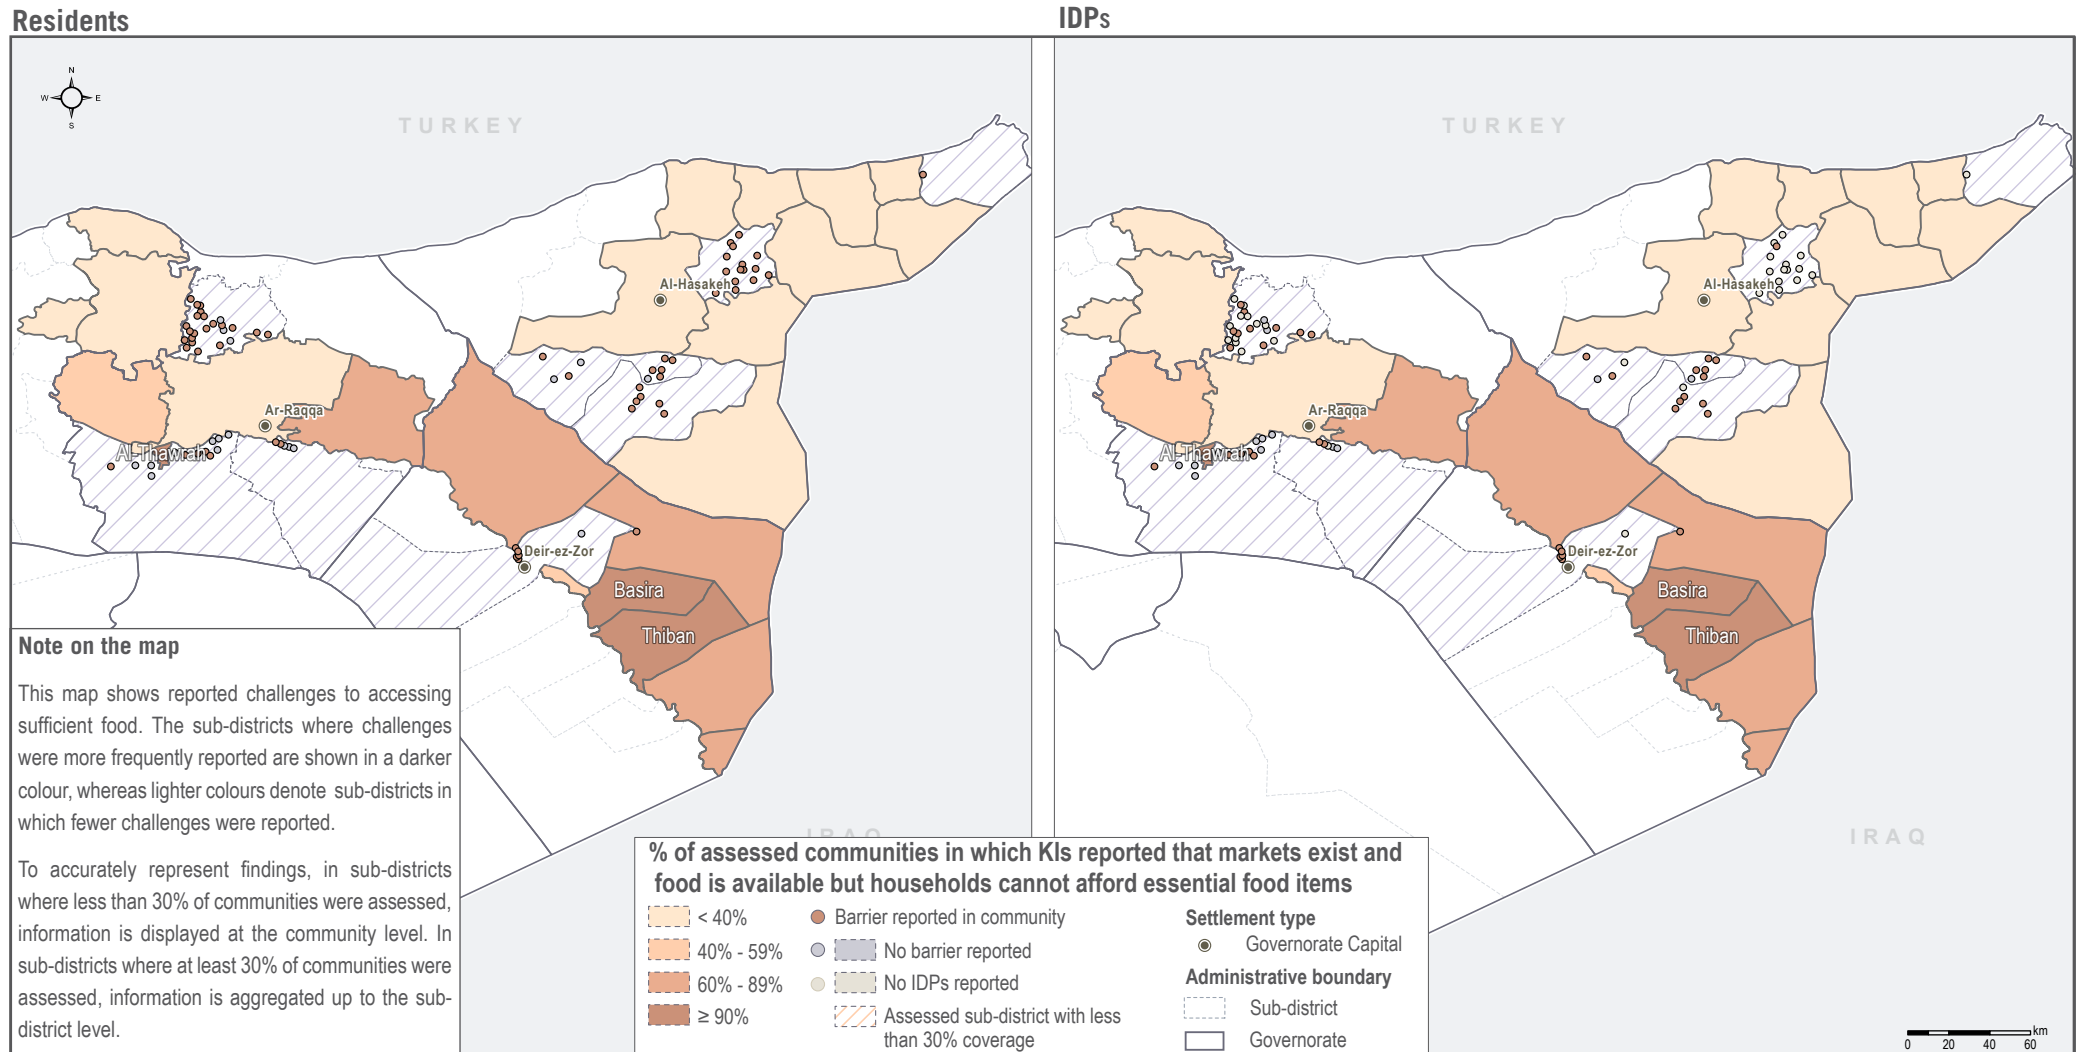 Residents
IDPs
N
W E
S
TURKEY
TURKEY
Al-Hasakeh
Al-Hasakeh
Ar-Raqqa
Ar-Raqqa
Al-Thawrah
Al-Thawrah
Deir-ez-Zor
Deir-ez-Zor
Basira
Basira
Thiban
Thiban
IRAQ
IRAQ
Note on the map
This map shows reported challenges to accessing
sufficient food. The sub-districts where challenges
were more frequently reported are shown in a darker
colour, whereas lighter colours denote sub-districts in
which fewer challenges were reported.
To accurately represent findings, in sub-districts
where less than 30% of communities were assessed,
information is displayed at the community level. In
sub-districts where at least 30% of communities were
assessed, information is aggregated up to the sub-
district level.
% of assessed communities in which KIs reported that markets exist and
food is available but households cannot afford essential food items
< 40%
40% - 59%
60% - 89%
≥ 90%
Barrier reported in community
No barrier reported
No IDPs reported
Assessed sub-district with less
than 30% coverage
Settlement type
Governorate Capital
Administrative boundary
Sub-district
Governorate
km
0 20 40 60